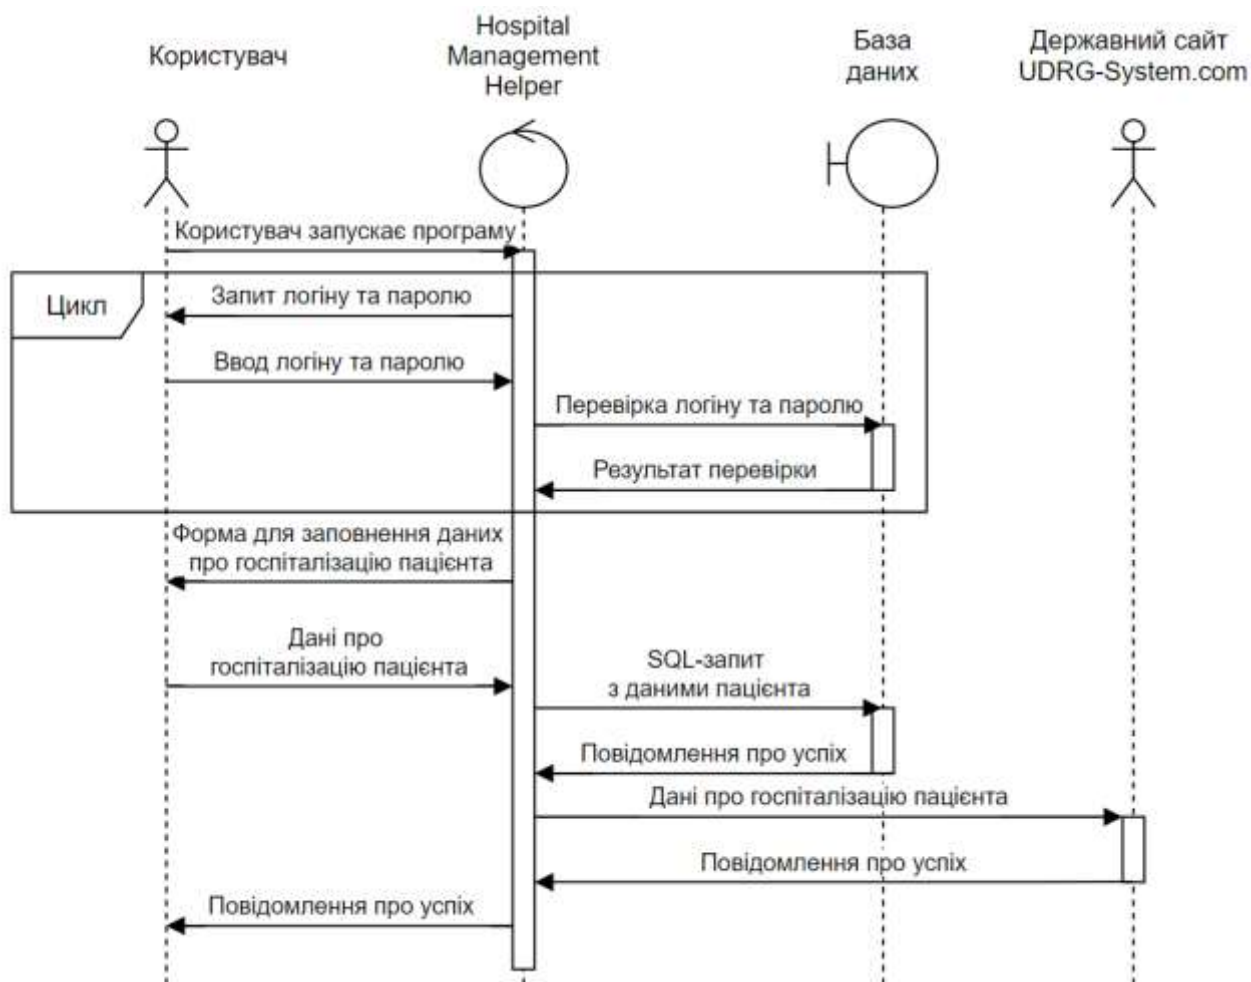 Користувач
Hospital
Management
Helper
База
даних
Державний сайт
UDRG-System.com
Користувач запускає програму
Цикл
Запит логіну та паролю
Ввод логіну та паролю
Перевірка логіну та паролю
Результат перевірки
Форма для заповнення даних
про госпіталізацію пацієнта
Дані про
госпіталізацію пацієнта
SQL-запит
з даними пацієнта
Повідомлення про успіх
Дані про госпіталізацію пацієнта
Повідомлення про успіх
Повідомлення про успіх